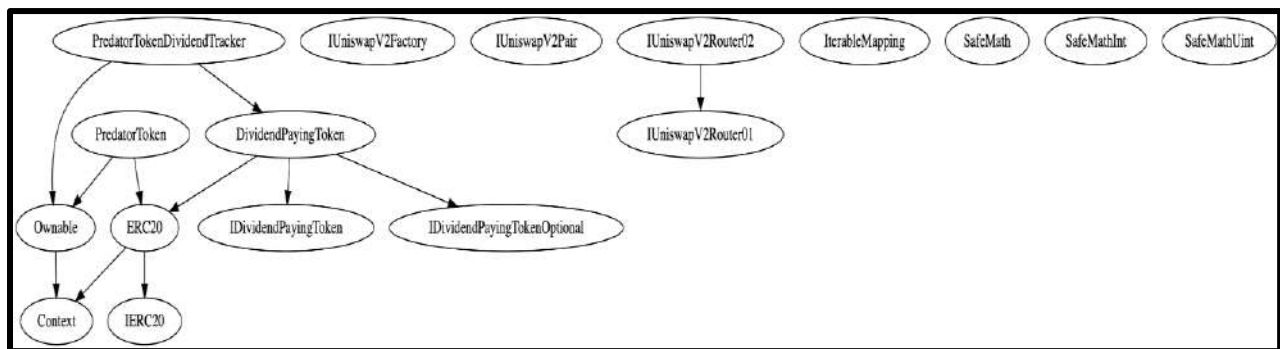 PredatorTokenDividendTracker
IUniswapV2Factory
IUniswapV2Pair
IUniswapV2Router02
IterableMapping
SafeMath
SafeMathInt
SafeMathUint
PredatorToken
DividendPayingToken
IUniswapV2Router01
Ownable
ERC20
IDividendPayingToken
IDividendPayingTokenOptional
Context
IERC20